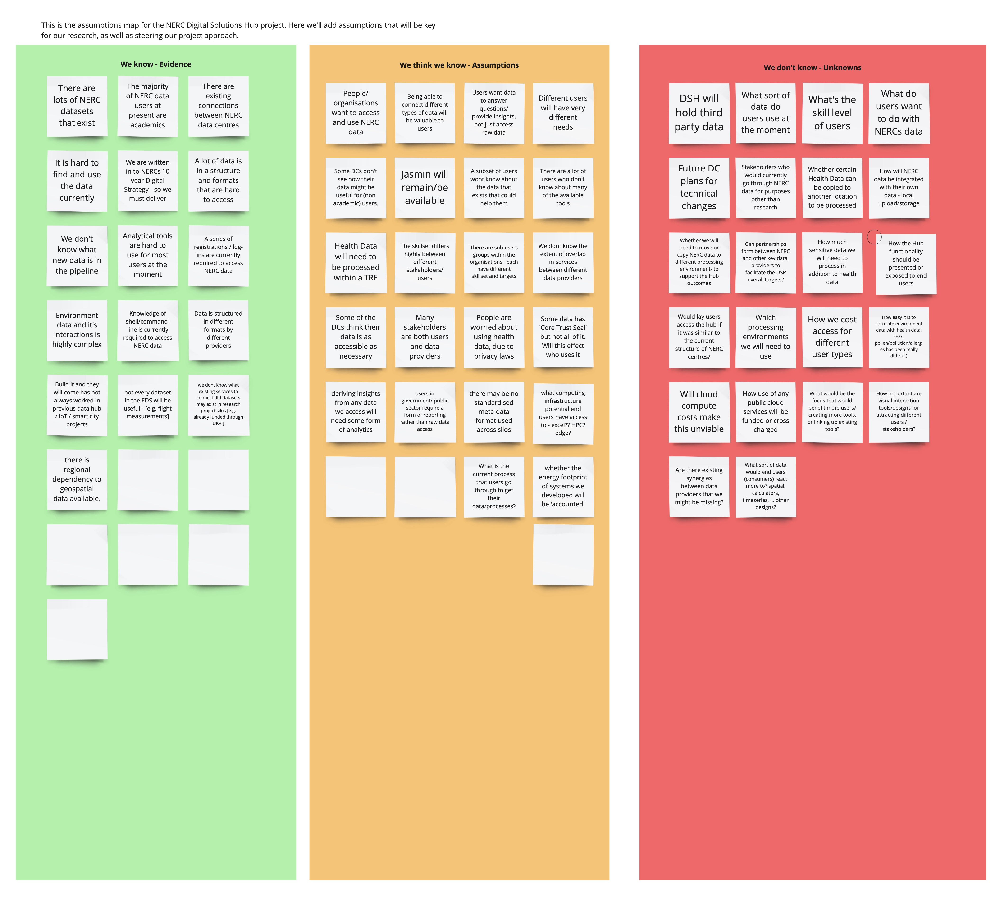 This is the assumptions map for the NERC Digital Solutions Hub project. Here we'll add assumptions that will be key
for our research, as well as steering our project approach.
We know - Evidence
There are
lots of NERC
datasets
that exist
The majority
of NERC data
users at
present are
academics
There are
existing
connections
between NERC
data centres
It is hard to
find and use
the data
currently
We are written
in to NERCs 10
year Digital
Strategy - so we
must deliver
A lot of data is
in a structure
and formats
that are hard
to access
We don't
know what
new data is in
the pipeline
Analytical tools
are hard to
use for most
users at the
moment
A series of
registrations / log-
ins are currently
required to access
NERC data
Environment
data and it's
interactions is
highly complex
Knowledge of
shell/command-
line is currently
required to access
NERC data
Data is structured
in different
formats by
different
providers
Build it and they
will come has not
always worked in
previous data hub
/ IoT / smart city
projects
not every dataset
in the EDS will be
useful - [e.g. flight
measurements]
we dont know what
existing services to
connect diff datasets
may exist in research
project silos [e.g.
already funded through
UKRI]
there is
regional
dependency to
geospatial
data available.
We think we know - Assumptions
People/
organisations
want to access
and use NERC
data
Being able to
connect different
types of data will
be valuable to
users
Users want data
to answer
questions/
provide insights,
not just access
raw data
Different users
will have very
different
needs
Some DCs don't
see how their
data might be
useful for (non
academic) users.
Jasmin will
remain/be
available
A subset of users
wont know about
the data that
exists that could
help them
There are a lot of
users who don't
know about many
of the available
tools
Health Data
will need to
be processed
within a TRE
The skillset differs
highly between
different
stakeholders/
users
There are sub-users
groups within the
organisations - each
have different
skillset and targets
We dont know the
extent of overlap
in services
between different
data providers
Some of the
DCs think their
data is as
accessible as
necessary
Many
stakeholders
are both users
and data
providers
People are
worried about
using health
data, due to
privacy laws
Some data has
'Core Trust Seal'
but not all of it.
Will this effect
who uses it
deriving insights
from any data
we access will
need some form
of analytics
users in
government/ public
sector require a
form of reporting
rather than raw data
access
there may be no
standardised
meta-data
format used
across silos
what computing
infrastructure
potential end
users have access
to - excel?? HPC?
edge?
What is the
current process
that users go
through to get
their
data/processes?
whether the
energy footprint
of systems we
developed will
be 'accounted'
We don't know - Unknowns
DSH will
hold third
party data
What sort of
data do
users use at
the moment
What's the
skill level
of users
What do
users want
to do with
NERCs data
Future DC
plans for
technical
changes
Stakeholders who
would currently
go through NERC
data for purposes
other than
research
Whether certain
Health Data can
be copied to
another location
to be processed
How will NERC
data be integrated
with their own
data - local
upload/storage
Whether we will
need to move or
copy NERC data to
different processing
environment- to
support the Hub
outcomes
Can partnerships
form between NERC
and other key data
providers to
facilitate the DSP
overall targets?
How much
sensitive data we
will need to
process in
addition to health
data
How the Hub
functionality
should be
presented or
exposed to end
users
Would lay users
access the hub if
it was similar to
the current
structure of NERC
centres?
Which
processing
environments
we will need to
use
How we cost
access for
different
user types
How easy it is to
correlate environment
data with health data.
(E.G.
pollen/pollution/allergi
es has been really
difficult)
Will cloud
compute
costs make
this unviable
How use of any
public cloud
services will be
funded or cross
charged
What would be the
focus that would
benefit more users?
creating more tools,
or linking up existing
tools?
How important are
visual interaction
tools/designs for
attracting different
users /
stakeholders?
Are there existing
synergies
between data
providers that we
might be missing?
What sort of data
would end users
(consumers) react
more to? spatial,
calculators,
timeseries, ... other
designs?